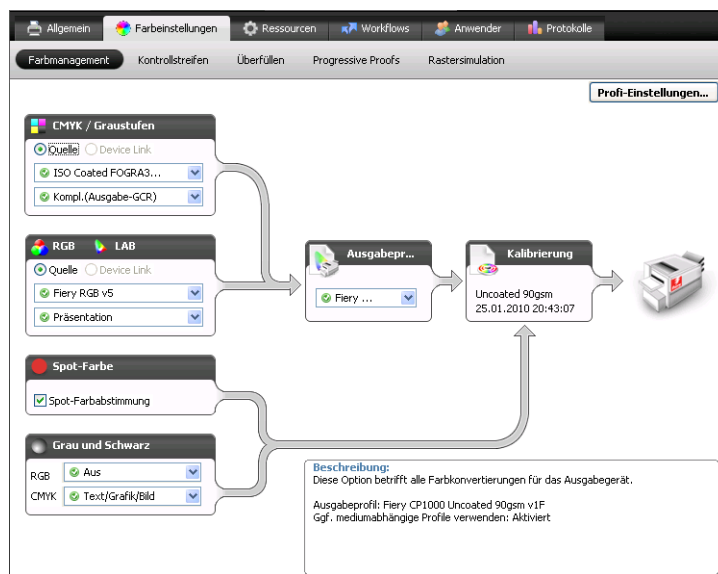 Allgemein Farbeinstellungen Ressourcen Workflows Anwender Protokolle
Farbmanagement Kontrollstreifen Überfüllen Progressive Proofs Rastersimulation
Profi-Einstellungen...
CMYK / Graustufen
Quelle Device Link
ISO Coated FOGRA3...
Kompl.(Ausgabe-GCR)
RGB LAB
Quelle Device Link
Fiery RGB v5
Präsentation
Ausgabepr...
Fiery ...
Kalibrierung
Uncoated 90gsm
25.01.2010 20:43:07
Spot-Farbe
Spot-Farbabstimmung
Grau und Schwarz
RGB Aus
CMYK Text/Grafik/Bild
Beschreibung:
Diese Option betrifft alle Farbkonvertierungen für das Ausgabegerät.
Ausgabeprofil: Fiery CP1000 Uncoated 90gsm v1F
Ggf. mediumabhängige Profile verwenden: Aktiviert